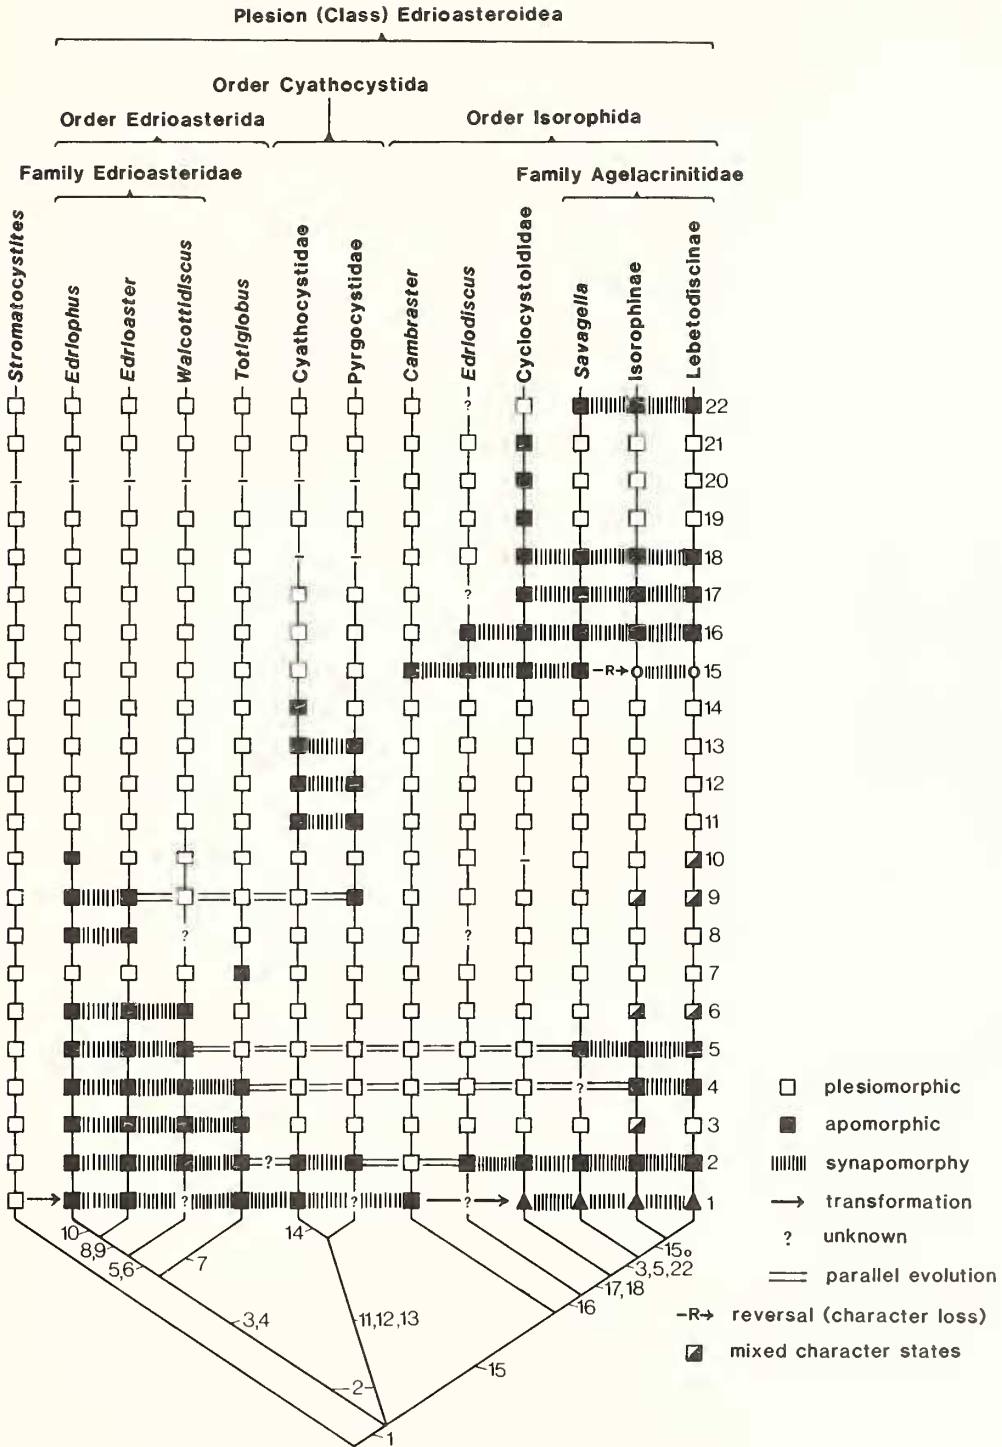 Plesion (Class) Edrioasteroidea
Order Cyathocystida
Order Edrioasterida
Order Isorophida
Family Edrioasteridae
Family Agelacrinitidae
Stromatocystites
Edriophus
Edrioaster
Walcottidiscus
Totiglobus
Cyathocystidae
Pyrgocystidae
Cambraster
Edriodiscus
Cyclocystoididae
Savagella
Isorophinae
Lebetodiscinae
? 22
21
20
19
18
? 17
16
-R→ 15
14
13
12
11
10
9
? ? 8
7
6
5
? 4
3
? 2
? ? ? 1
plesiomorphic
apomorphic
synapomorphy
transformation
? unknown
parallel evolution
-R→ reversal (character loss)
mixed character states
10
8,9
5,6
7
14
15o
3,5,22
17,18
16
3,4
11,12,13
15
2
1